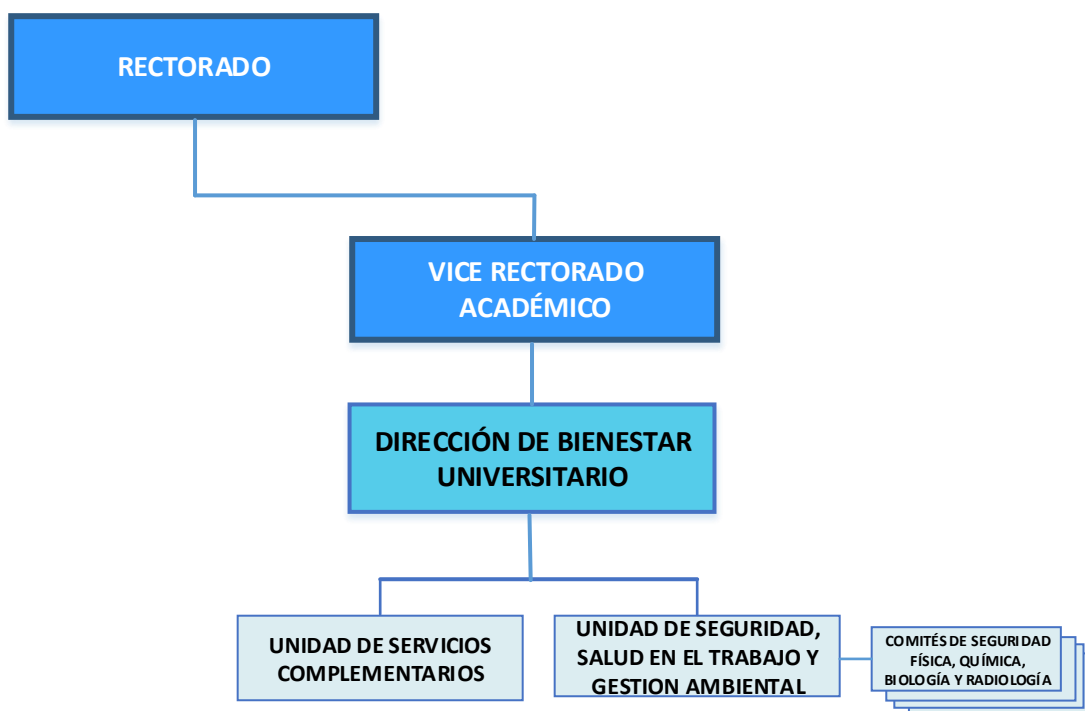 RECTORADO
VICE RECTORADO
ACADÉMICO
DIRECCIÓN DE BIENESTAR
UNIVERSITARIO
UNIDAD DE SERVICIOS
COMPLEMENTARIOS
UNIDAD DE SEGURIDAD,
SALUD EN EL TRABAJO Y
GESTION AMBIENTAL
COMITÉS DE SEGURIDAD
FÍSICA, QUÍMICA,
BIOLOGÍA Y RADIOLOGÍA